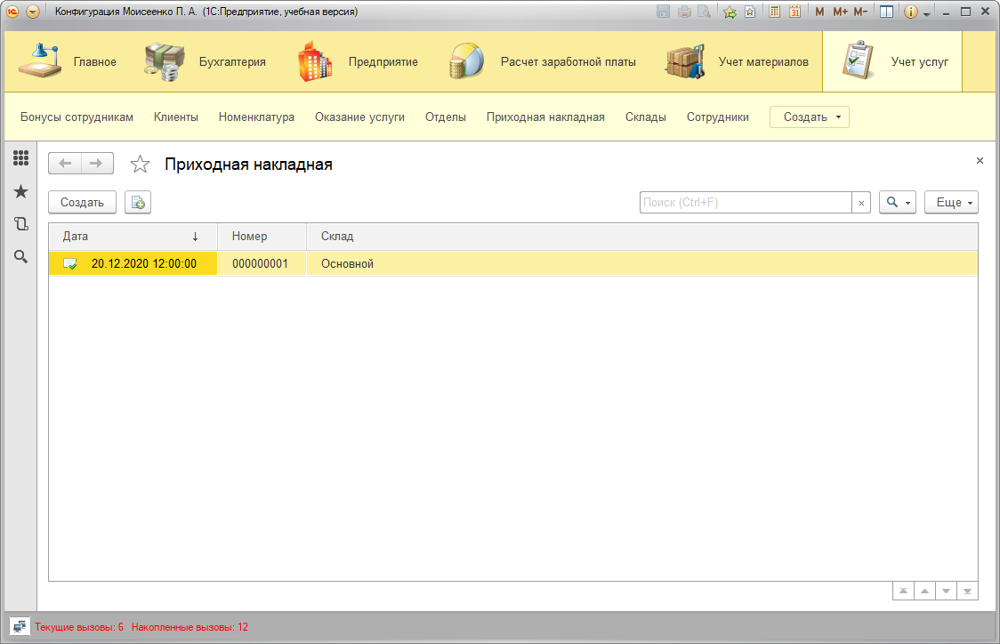 Конфигурация Моисеенко П. А. (1С:Предприятие, учебная версия) 31 M M+ M-
Главное Бухгалтерия Предприятие Расчет заработной платы Учет материалов Учет услуг
Бонусы сотрудникам Клиенты Номенклатура Оказание услуги Отделы Приходная накладная Склады Сотрудники Создать
Приходная накладная
Создать Поиск (Ctrl+F) Еще
Дата Номер Склад
20.12.2020 12:00:00 000000001 Основной
Текущие вызовы: 6 Накопленные вызовы: 12